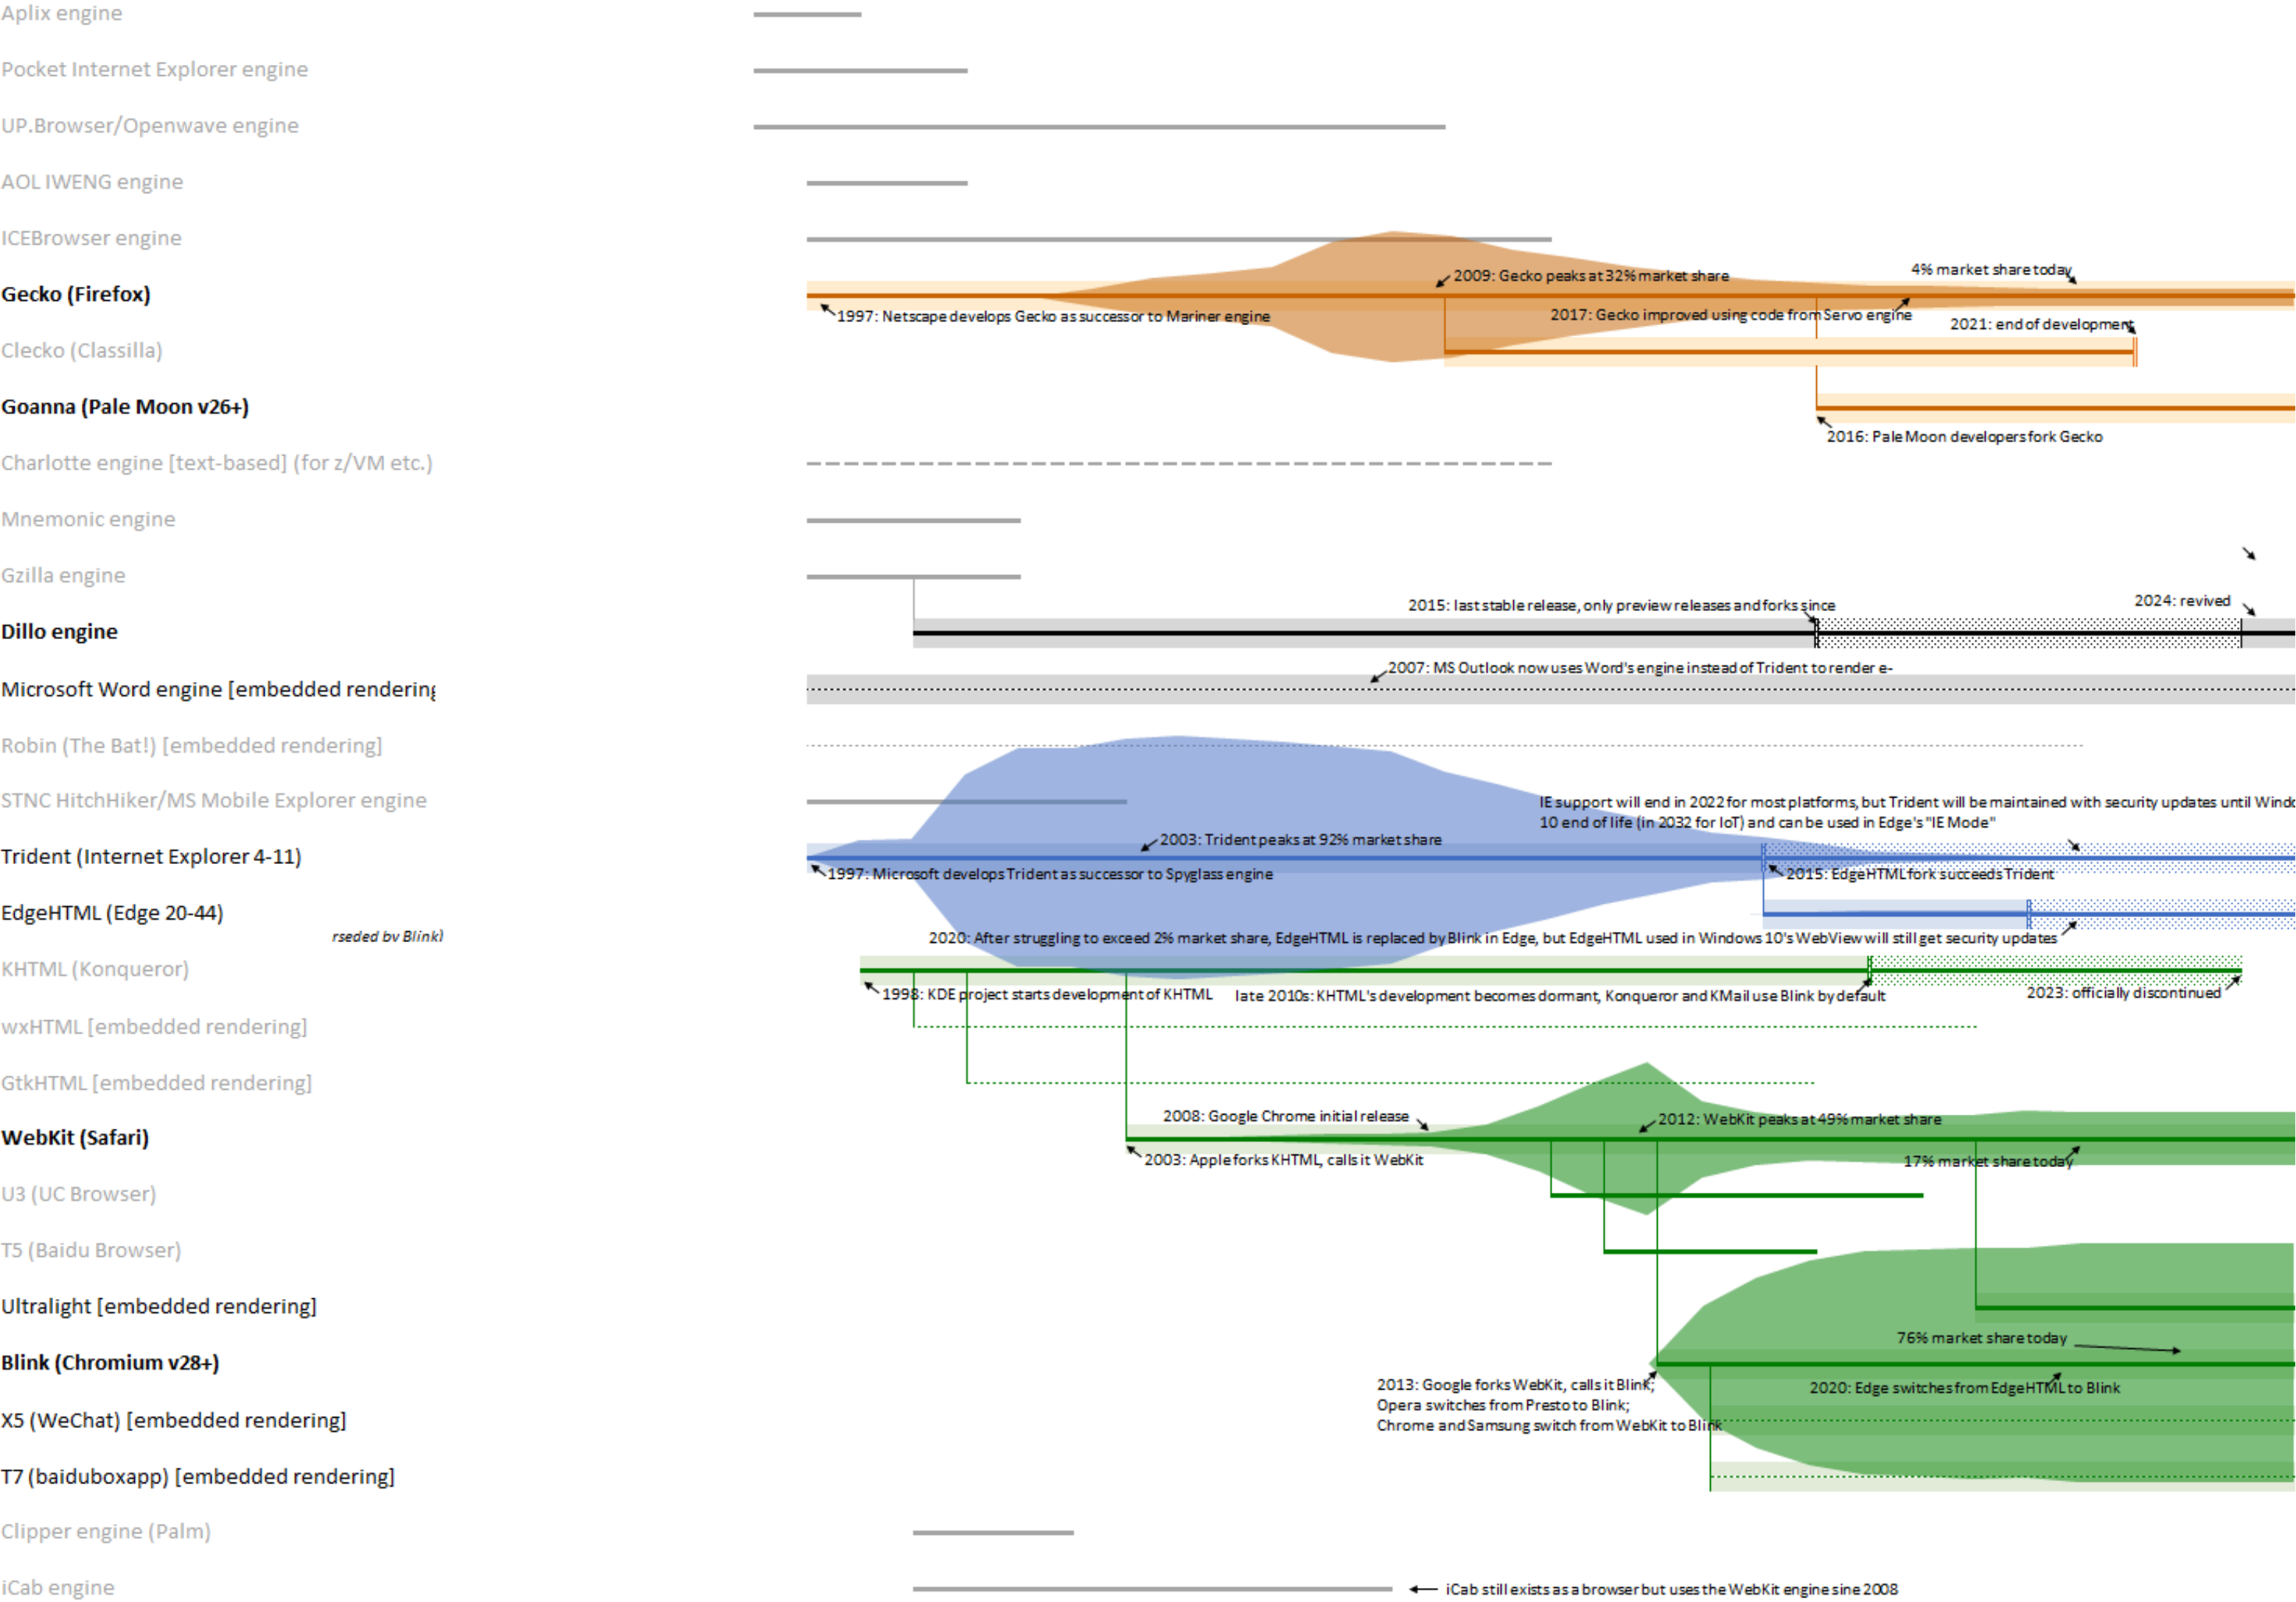 Aplix engine
Pocket Internet Explorer engine
UP.Browser/Openwave engine
AOL IWENG engine
ICEBrowser engine
Gecko (Firefox)
2009: Gecko peaks at 32% market share
4% market share today
1997: Netscape develops Gecko as successor to Mariner engine
2017: Gecko improved using code from Servo engine
2021: end of development
Clecko (Classilla)
Goanna (Pale Moon v26+)
2016: Pale Moon developers fork Gecko
Charlotte engine [text-based] (for z/VM etc.)
Mnemonic engine
Gzilla engine
2015: last stable release, only preview releases and forks since
2024: revived
Dillo engine
2007: MS Outlook now uses Word's engine instead of Trident to render e-
Microsoft Word engine [embedded rendering
Robin (The Bat!) [embedded rendering]
STNC HitchHiker/MS Mobile Explorer engine
IE support will end in 2022 for most platforms, but Trident will be maintained with security updates until Windo
10 end of life (in 2032 for IoT) and can be used in Edge's "IE Mode"
2003: Trident peaks at 92% market share
Trident (Internet Explorer 4-11)
1997: Microsoft develops Trident as successor to Spyglass engine
2015: EdgeHTML fork succeeds Trident
EdgeHTML (Edge 20-44)
rseded by Blink)
2020: After struggling to exceed 2% market share, EdgeHTML is replaced by Blink in Edge, but EdgeHTML used in Windows 10's WebView will still get security updates
KHTML (Konqueror)
1998: KDE project starts development of KHTML
late 2010s: KHTML's development becomes dormant, Konqueror and KMail use Blink by default
2023: officially discontinued
wxHTML [embedded rendering]
GtkHTML [embedded rendering]
2008: Google Chrome initial release
2012: WebKit peaks at 49% market share
WebKit (Safari)
2003: Apple forks KHTML, calls it WebKit
17% market share today
U3 (UC Browser)
T5 (Baidu Browser)
Ultralight [embedded rendering]
76% market share today
Blink (Chromium v28+)
2013: Google forks WebKit, calls it Blink;
Opera switches from Presto to Blink;
Chrome and Samsung switch from WebKit to Blink
2020: Edge switches from EdgeHTML to Blink
X5 (WeChat) [embedded rendering]
T7 (baiduboxapp) [embedded rendering]
Clipper engine (Palm)
iCab engine
iCab still exists as a browser but uses the WebKit engine sine 2008